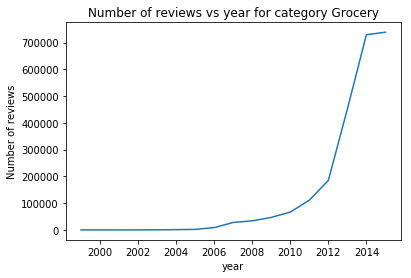 Number of reviews vs year for category Grocery
700000
600000
500000
400000
300000
200000
100000
0
Number of reviews
2000 2002 2004 2006 2008 2010 2012 2014
year